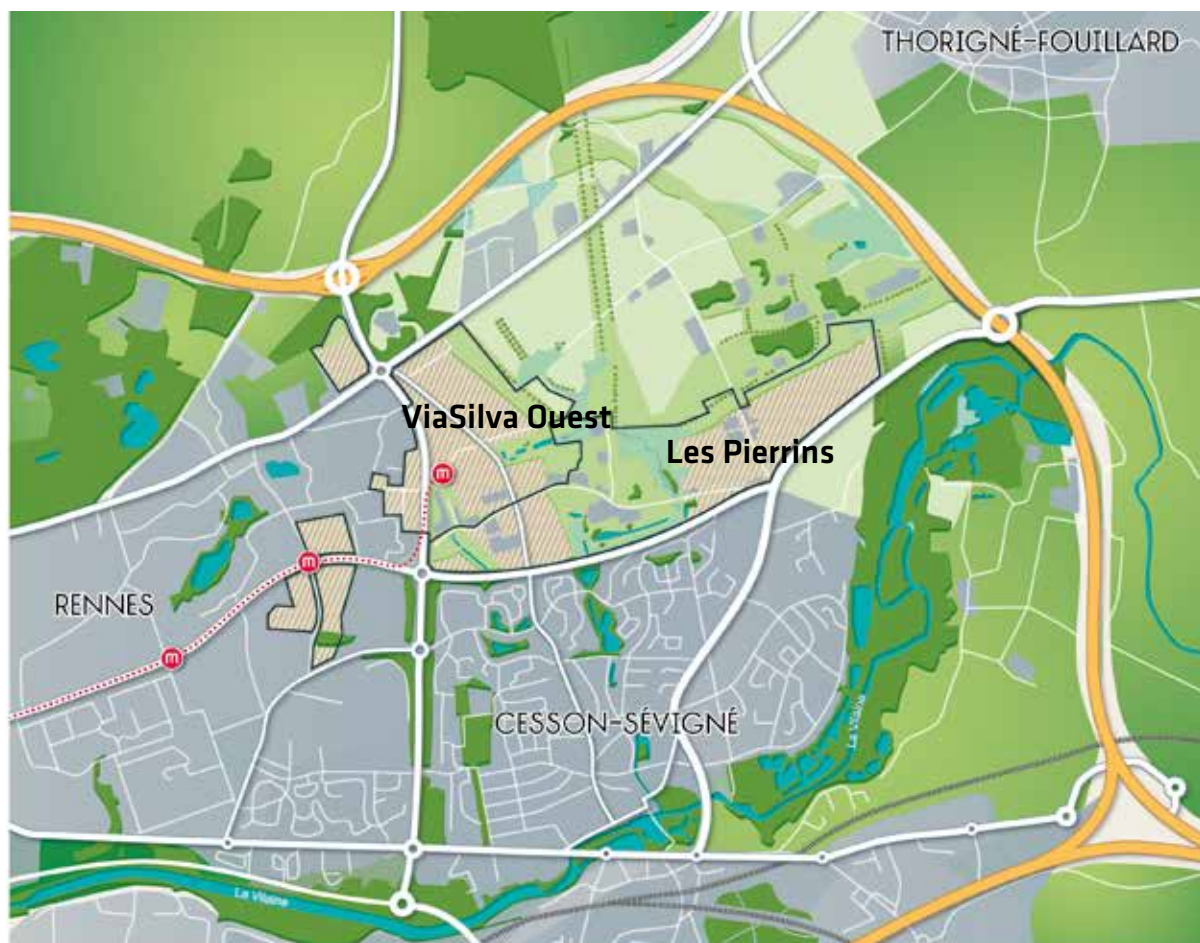 THORIGNÉ-FOUILLARD
ViaSilva Ouest
Les Pierrins
m
m
RENNES
m
CESSON-SÉVIGNÉ
La Vilaine
La Vilaine